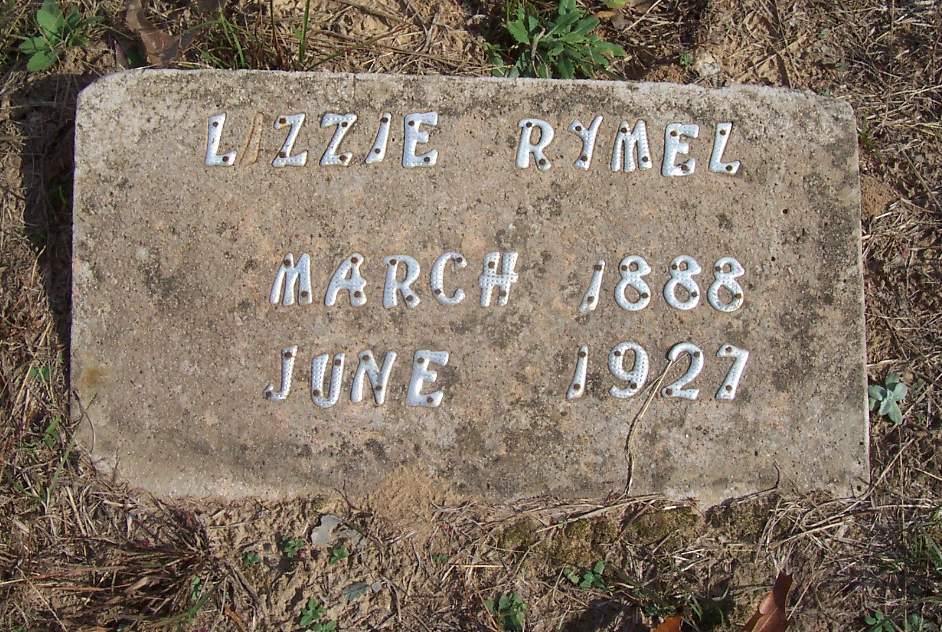 LIZZIE RYMEL
MARCH 1888
JUNE 1927